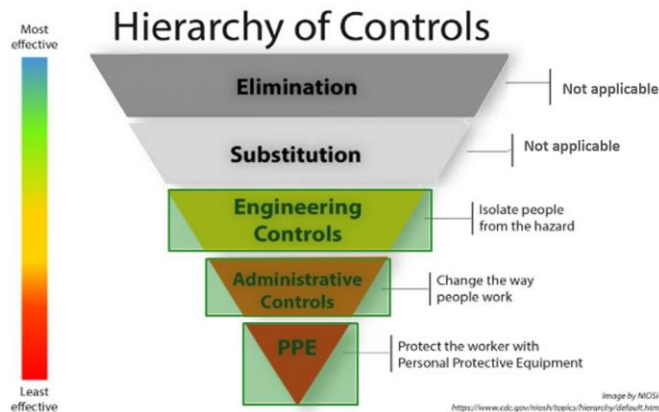 Hierarchy of Controls
Most
effective
Elimination
Not applicable
Substitution
Not applicable
Engineering
Controls
Isolate people
from the hazard
Administrative
Controls
Change the way
people work
PPE
Protect the worker with
Personal Protective Equipment
Least
effective
Image by NIOSH
https://www.cdc.gov/niosh/topics/hierarchy/default.htm